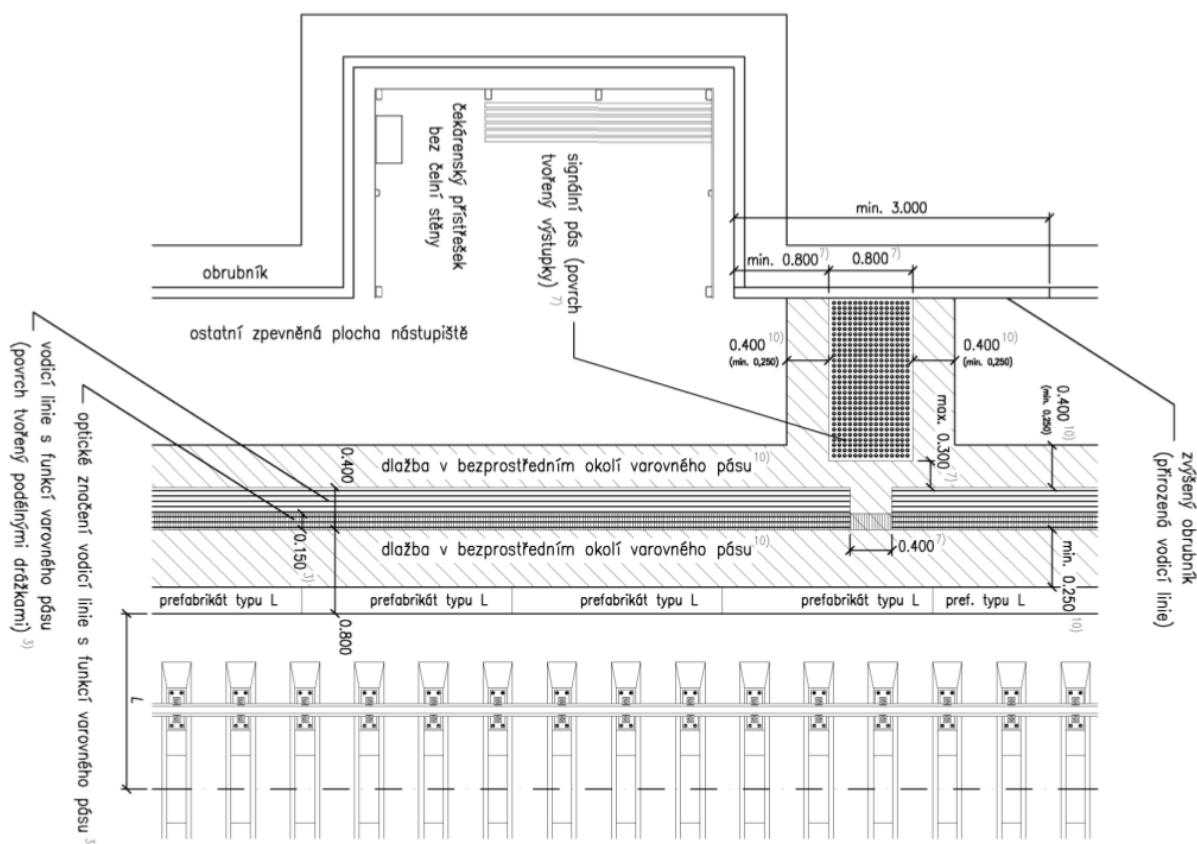 čekárenský přístřešek
bez čelní stěny
signální pás (povrch
tvořený výstupky) 7)
min. 3.000
min. 0.800 7)
0.800 7)
obrubník
ostatní zpevněná plocha nástupiště
0.400 10)
(min. 0,250)
0.400 10)
(min. 0,250)
0.400 10)
(min. 0,250)
max. 0.300 7)
zvýšený obrubník
(přirozená vodicí linie)
dlažba v bezprostředním okolí varovného pásu 10)
0.400
dlažba v bezprostředním okolí varovného pásu 10)
0.150 3)
0.400 7)
min. 0.250 10)
prefabrikát typu L
prefabrikát typu L
prefabrikát typu L
prefabrikát typu L
pref. typu L
0.800
L
vodicí linie s funkcí varovného pásu
(povrch tvořený podélnými drážkami) 3)
optické značení vodicí linie s funkcí varovného pásu 3